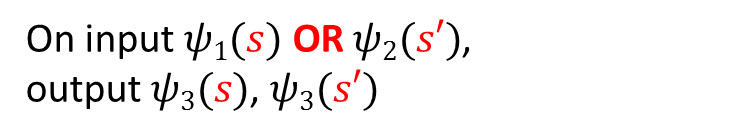 On input ψ₁(s) OR ψ₂(s′),
output ψ₃(s), ψ₃(s′)